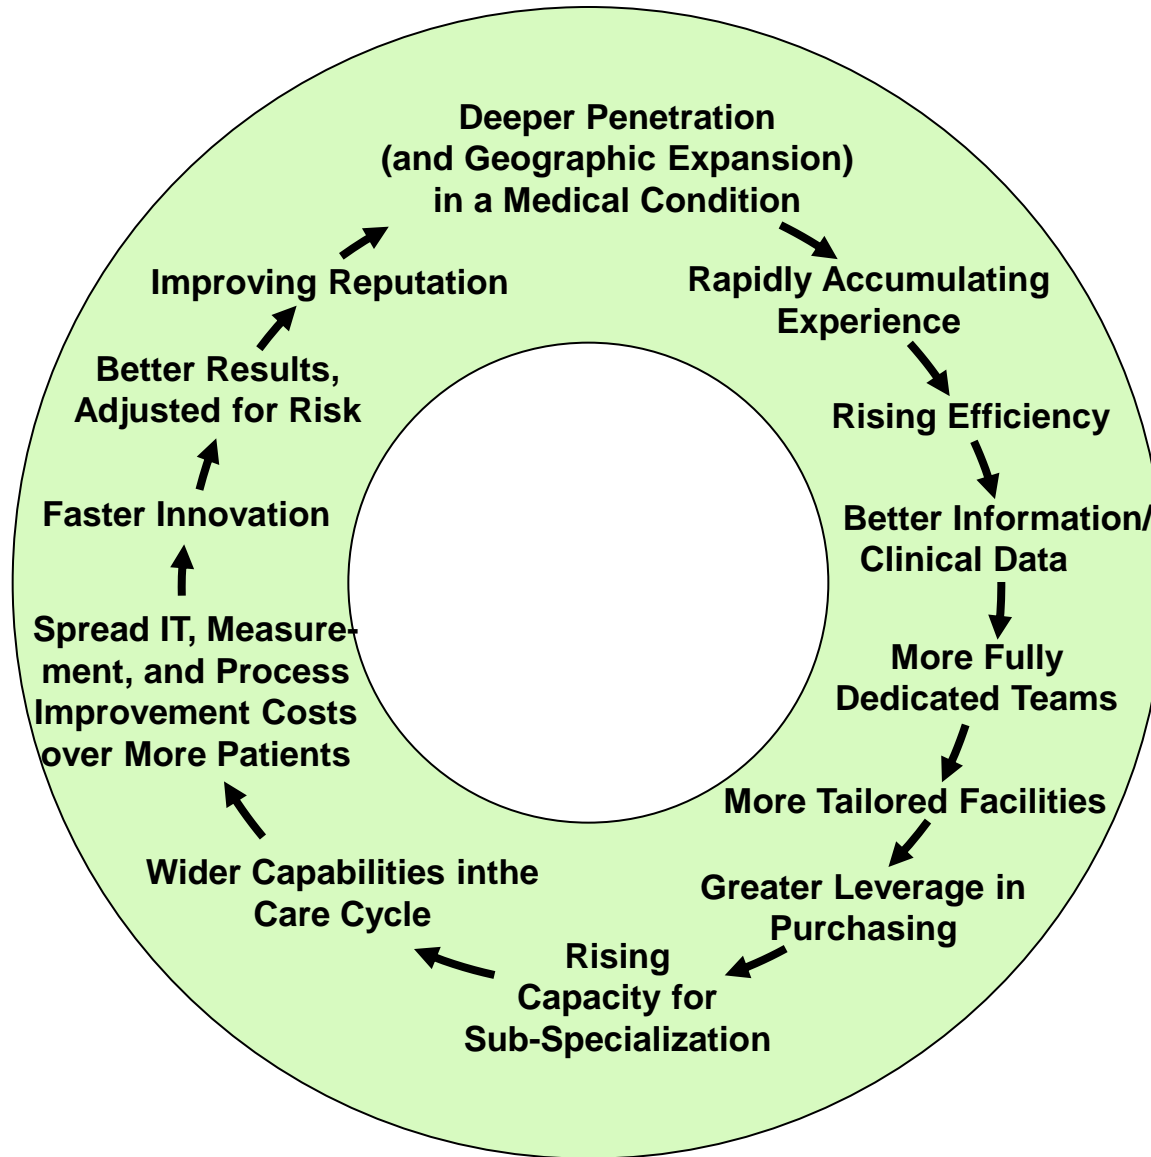 Deeper Penetration
(and Geographic Expansion)
in a Medical Condition
Rapidly Accumulating
Experience
Rising Efficiency
Better Information/
Clinical Data
More Fully
Dedicated Teams
More Tailored Facilities
Greater Leverage in
Purchasing
Rising
Capacity for
Sub-Specialization
Wider Capabilities inthe
Care Cycle
Spread IT, Measure-
ment, and Process
Improvement Costs
over More Patients
Faster Innovation
Better Results,
Adjusted for Risk
Improving Reputation